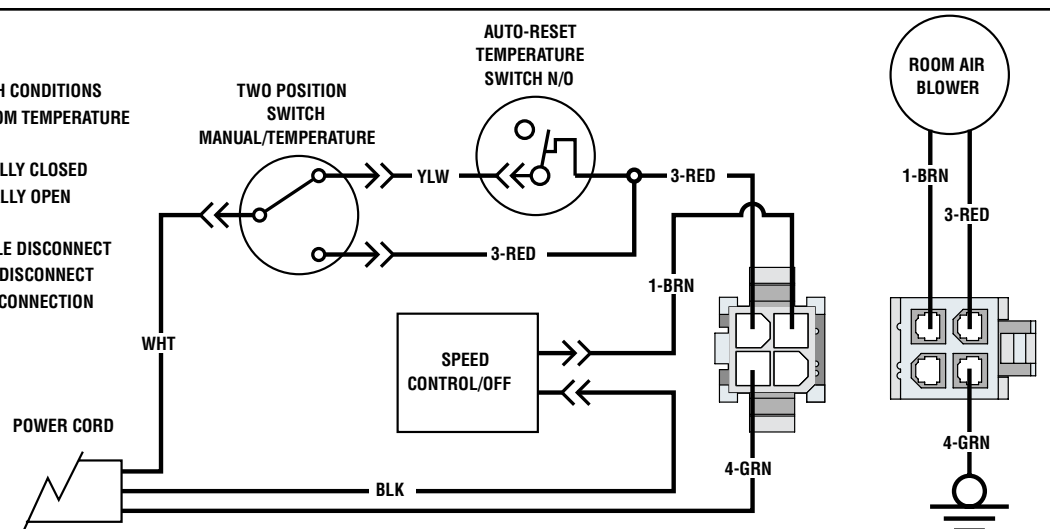 H CONDITIONS
OM TEMPERATURE
LLY CLOSED
LLY OPEN
LE DISCONNECT
DISCONNECT
CONNECTION
TWO POSITION
SWITCH
MANUAL/TEMPERATURE
AUTO-RESET
TEMPERATURE
SWITCH N/O
ROOM AIR
BLOWER
YLW
3-RED
1-BRN
3-RED
3-RED
1-BRN
WHT
SPEED
CONTROL/OFF
POWER CORD
4-GRN
4-GRN
BLK